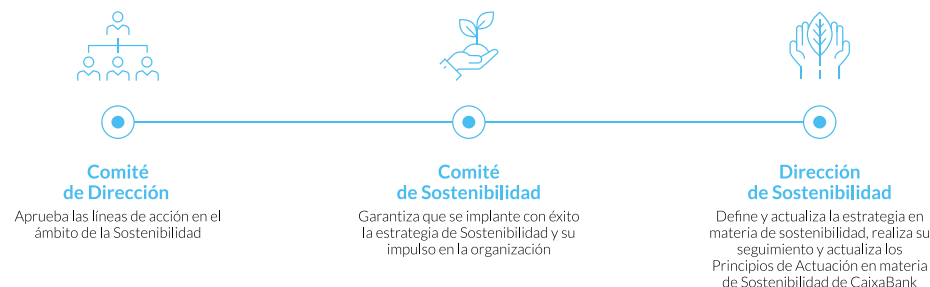 Comité
de Dirección
Aprueba las líneas de acción en el
ámbito de la Sostenibilidad
Comité
de Sostenibilidad
Garantiza que se implante con éxito
la estrategia de Sostenibilidad y su
impulso en la organización
Dirección
de Sostenibilidad
Define y actualiza la estrategia en
materia de sostenibilidad, realiza su
seguimiento y actualiza los
Principios de Actuación en materia
de Sostenibilidad de CaixaBank